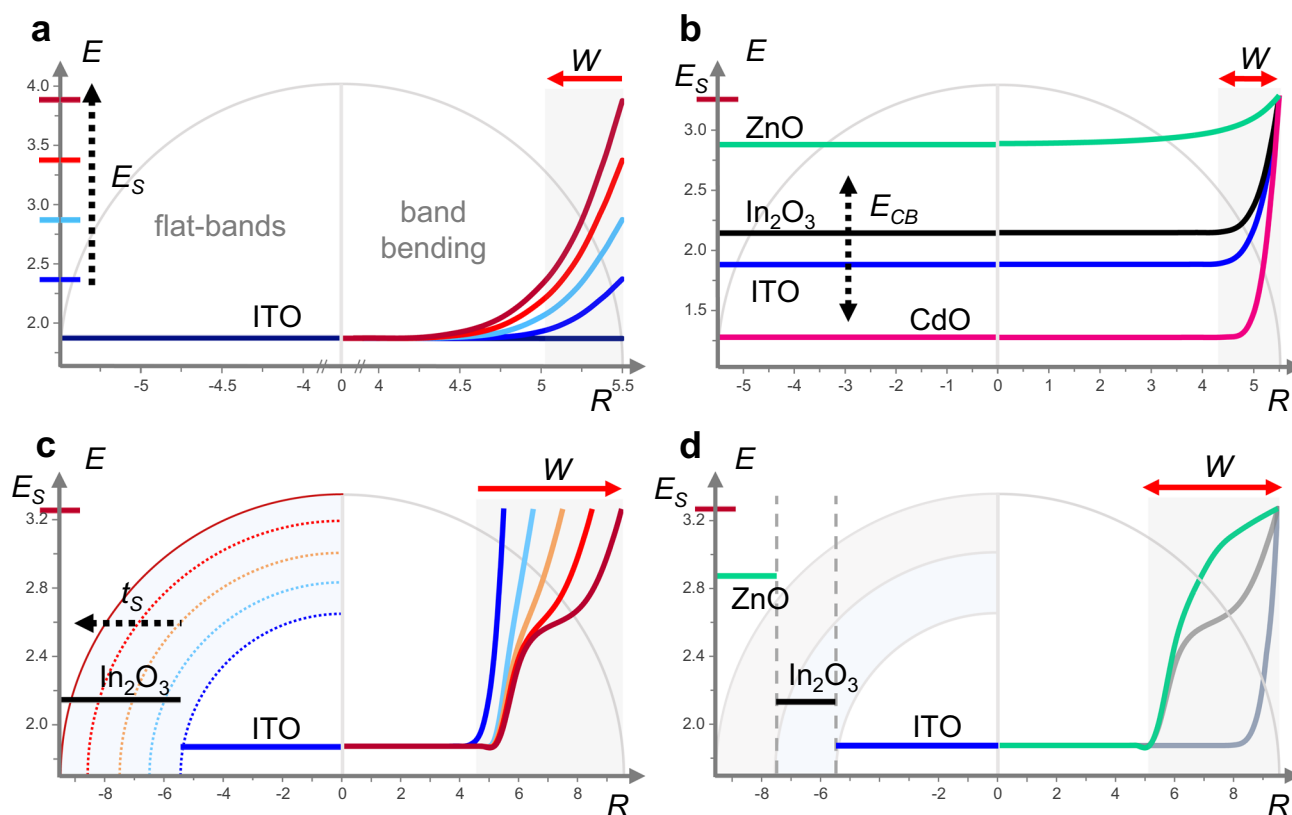 a
E
W
4.0
3.5
E_S
3.0
flat-bands
band
bending
2.5
ITO
2.0
-5 -4.5 -4 0 4 4.5 5 5.5
R
b
E
W
E_S
ZnO
3.0
2.5
In₂O₃
E_CB
ITO
CdO
1.5
-5 -4 -3 -2 -1 0 1 2 3 4 5
R
c
E
W
E_S
3.2
2.8
t_S
2.4
In₂O₃
ITO
2.0
-8 -6 -4 -2 0 2 4 6 8
R
d
E
W
E_S
3.2
2.8
ZnO
2.4
In₂O₃
ITO
2.0
-8 -6 0 2 4 6 8
R